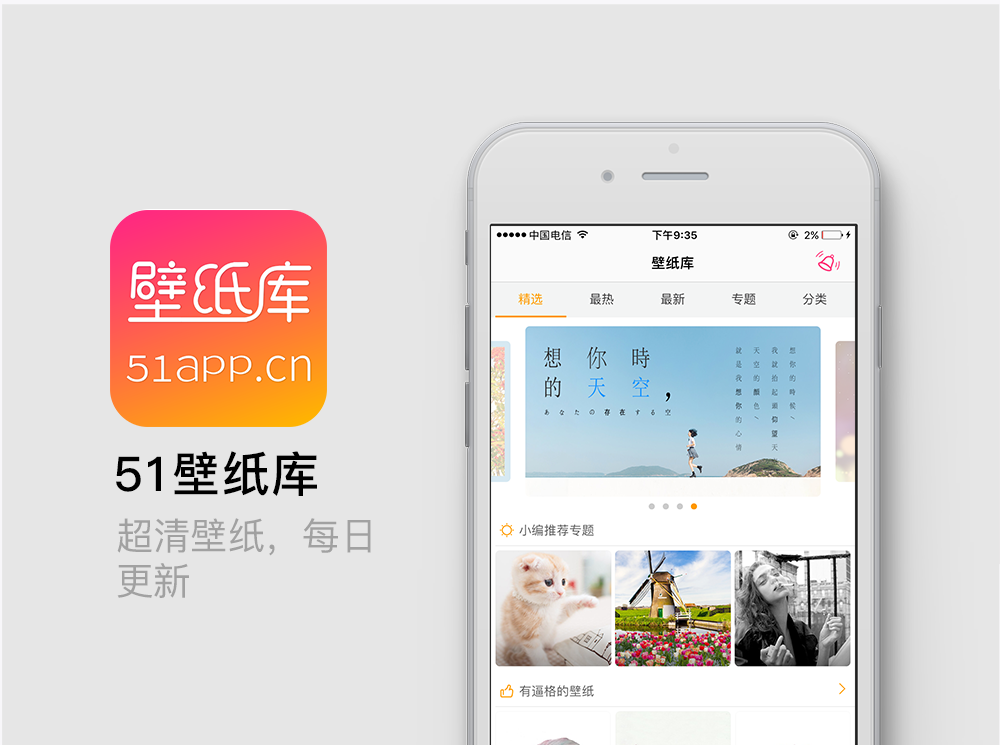 壁纸库
51app.cn
51壁纸库
超清壁纸，每日
更新
中国电信
下午9:35
2%
壁纸库
精选
最热
最新
专题
分类
想你時
的天空，
あなたの存在する空
想你的時候、
我就抬起頭仰望天
天空的顏色、
就是我想你的心情
小编推荐专题
有逼格的壁纸